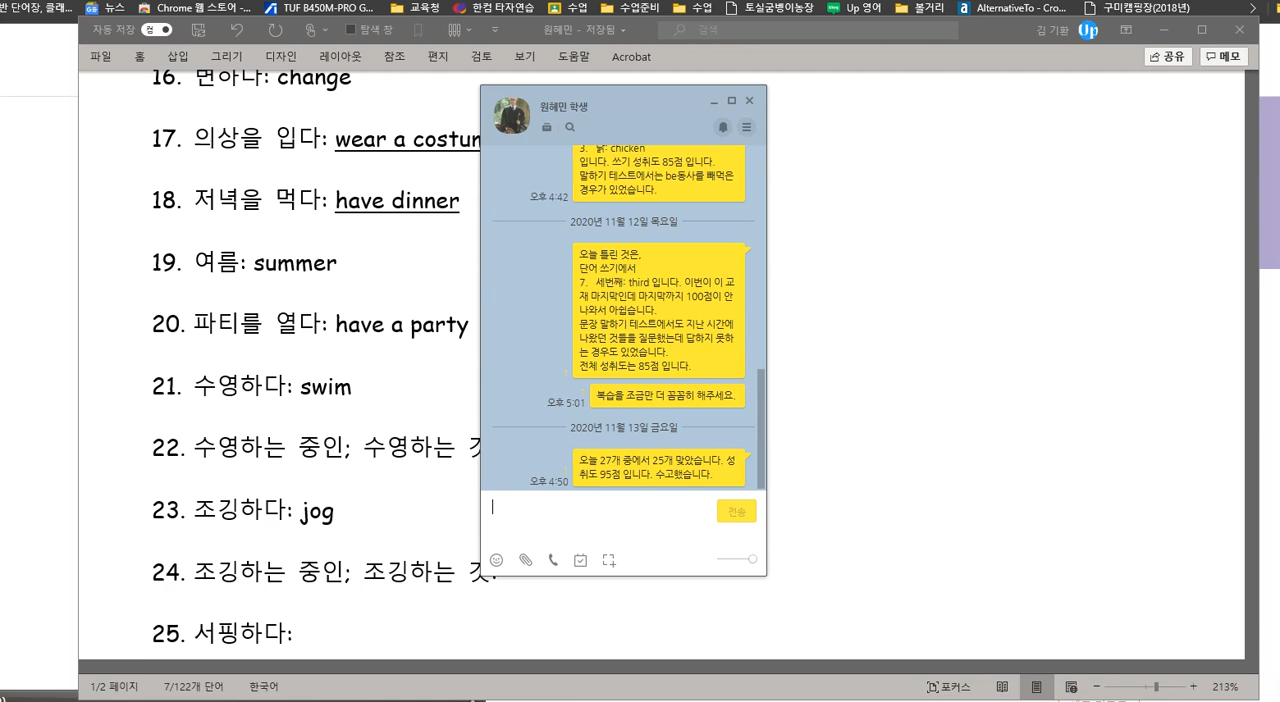 반 단어장, 클래... 뉴스 Chrome 웹 스토어 -... TUF B450M-PRO G... 교육청 한컴 타자연습 수업 수업준비 수업 토실굼벵이농장 Up 영어 볼거리 AlternativeTo - Cro... 구미캠핑장(2018년)
자동 저장 탐색 창 원혜민 - 저장됨 검색 김 기환 Up
파일 홈 삽입 그리기 디자인 레이아웃 참조 편지 검토 보기 도움말 Acrobat 공유 메모
16. 변하다: change
17. 의상을 입다: wear a costum
18. 저녁을 먹다: have dinner
19. 여름: summer
20. 파티를 열다: have a party
21. 수영하다: swim
22. 수영하는 중인; 수영하는 것
23. 조깅하다: jog
24. 조깅하는 중인; 조깅하는 것:
25. 서핑하다:
원혜민 학생
3. 닭: chicken
입니다. 쓰기 성취도 85점 입니다.
말하기 테스트에서는 be동사를 빼먹은
경우가 있었습니다.
오후 4:42
2020년 11월 12일 목요일
오늘 틀린 것은,
단어 쓰기에서
7. 세번째: third 입니다. 이번이 이 교
재 마지막인데 마지막까지 100점이 안
나와서 아쉽습니다.
문장 말하기 테스트에서도 지난 시간에
나왔던 것들을 질문했는데 답하지 못하
는 경우도 있었습니다.
전체 성취도는 85점 입니다.
복습을 조금만 더 꼼꼼히 해주세요.
오후 5:01
2020년 11월 13일 금요일
오늘 27개 중에서 25개 맞았습니다. 성
취도 95점 입니다. 수고했습니다.
오후 4:50
전송
1/2 페이지 7/122개 단어 한국어 포커스 213%